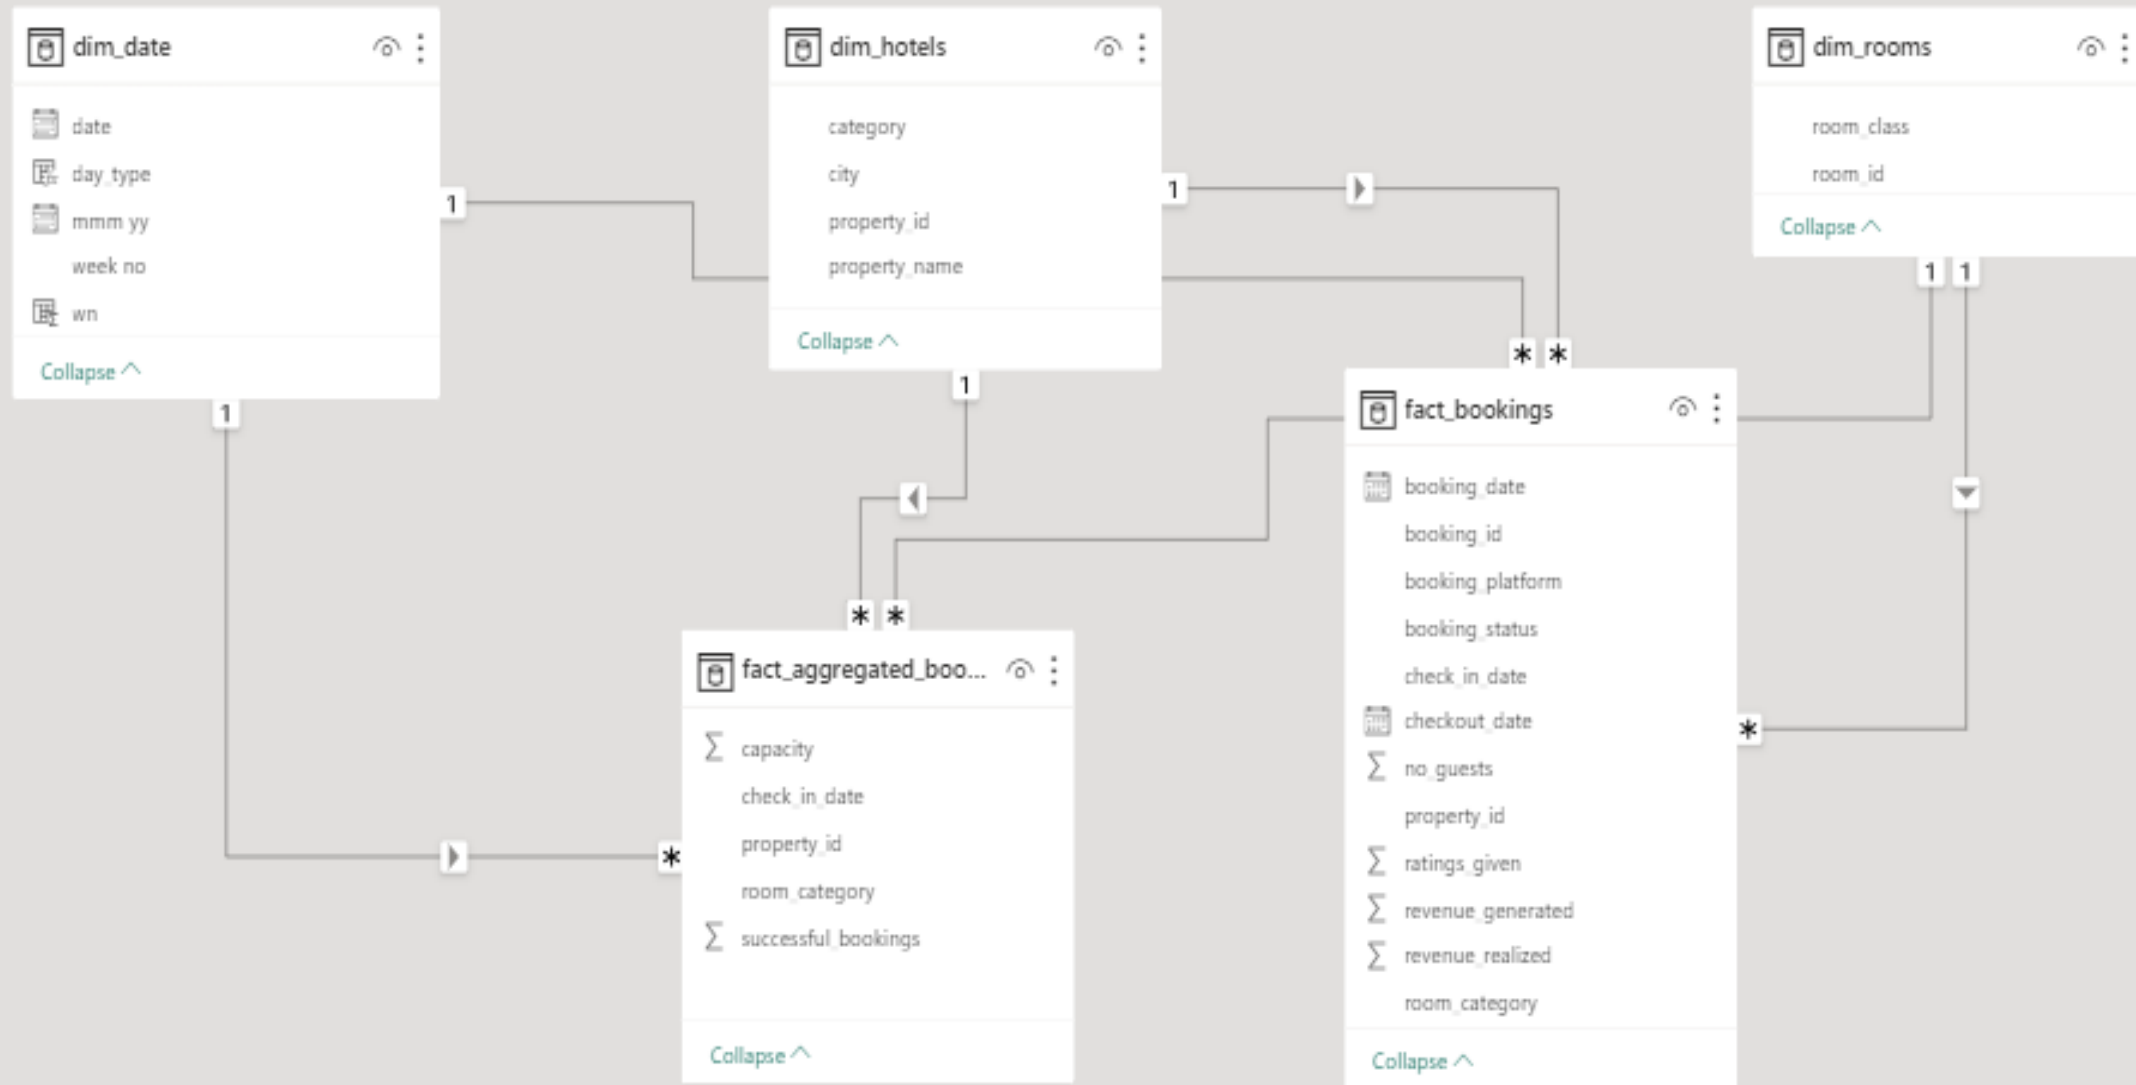 dim_date
date
day_type
mmm yy
week no
wn
Collapse
1
1
dim_hotels
category
city
property_id
property_name
Collapse
1
1
dim_rooms
room_class
room_id
Collapse
1 1
* *
fact_bookings
booking_date
booking_id
booking_platform
booking_status
check_in_date
checkout_date
Σ no_guests
property_id
Σ ratings_given
Σ revenue_generated
Σ revenue_realized
room_category
Collapse
*
* *
fact_aggregated_boo...
Σ capacity
check_in_date
property_id
room_category
Σ successful_bookings
Collapse
*